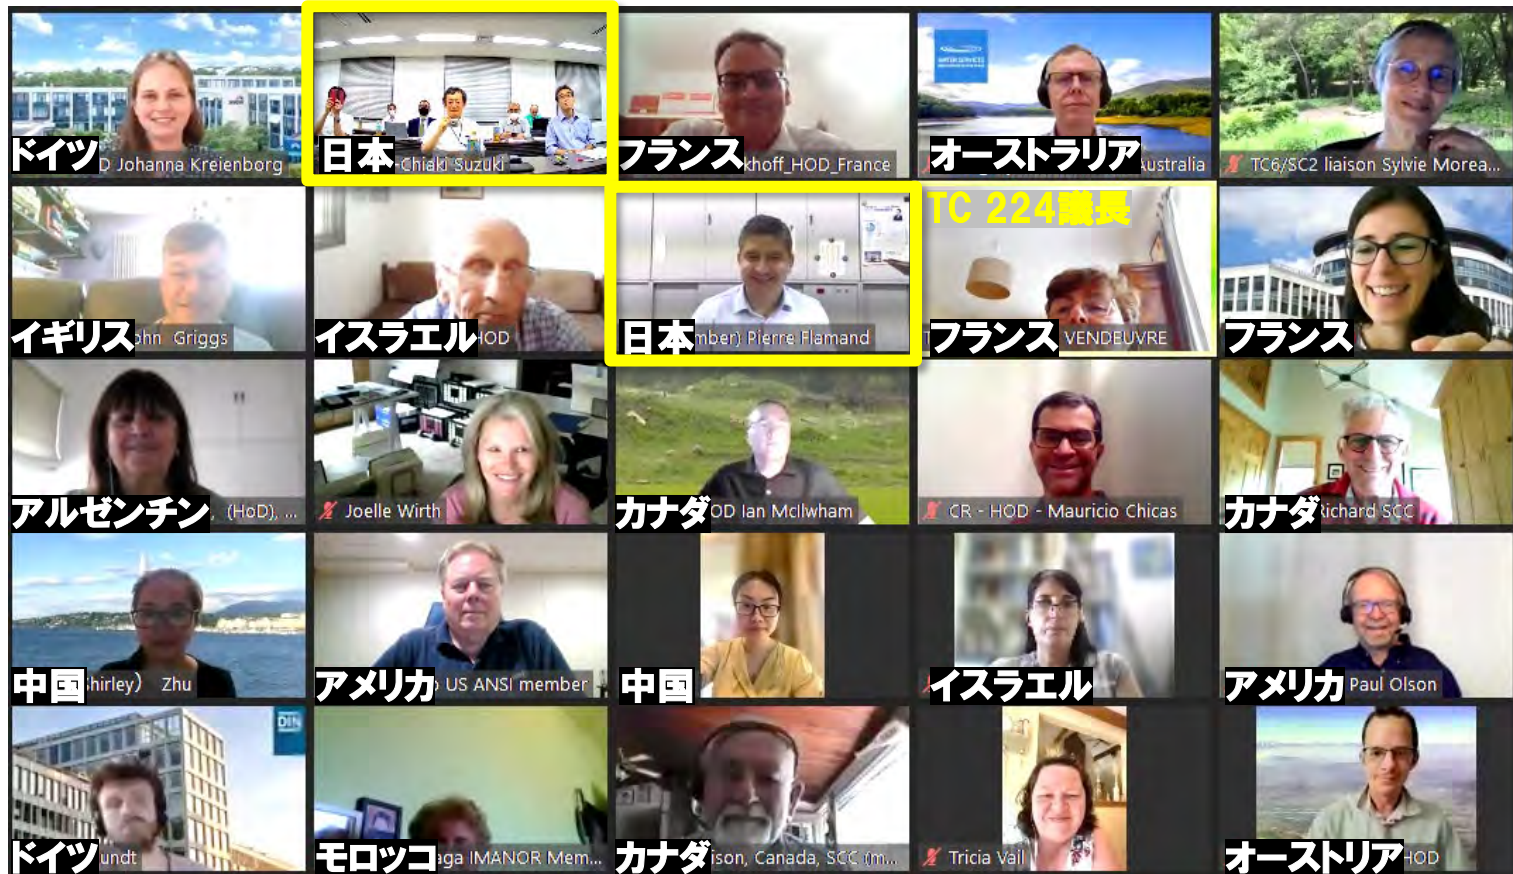 ドイツ
D Johanna Kreienborg
日本
-Chiaki Suzuki
フランス
khoff_HOD_France
オーストラリア
Australia
TC6/SC2 liaison Sylvie Morea...
イギリス
ohn Griggs
イスラエル
HOD
日本
mber) Pierre Flamand
TC 224議長
フランス
VENDEUVRE
フランス
アルゼンチン
, (HoD), ...
Joelle Wirth
カナダ
OD Ian McIlwham
CR - HOD - Mauricio Chicas
カナダ
Richard SCC
中国
Shirley) Zhu
アメリカ
US ANSI member
中国
イスラエル
アメリカ
Paul Olson
DIN
ドイツ
undt
モロッコ
aga IMANOR Mem...
カナダ
ison, Canada, SCC (m...
Tricia Vail
オーストリア
HOD